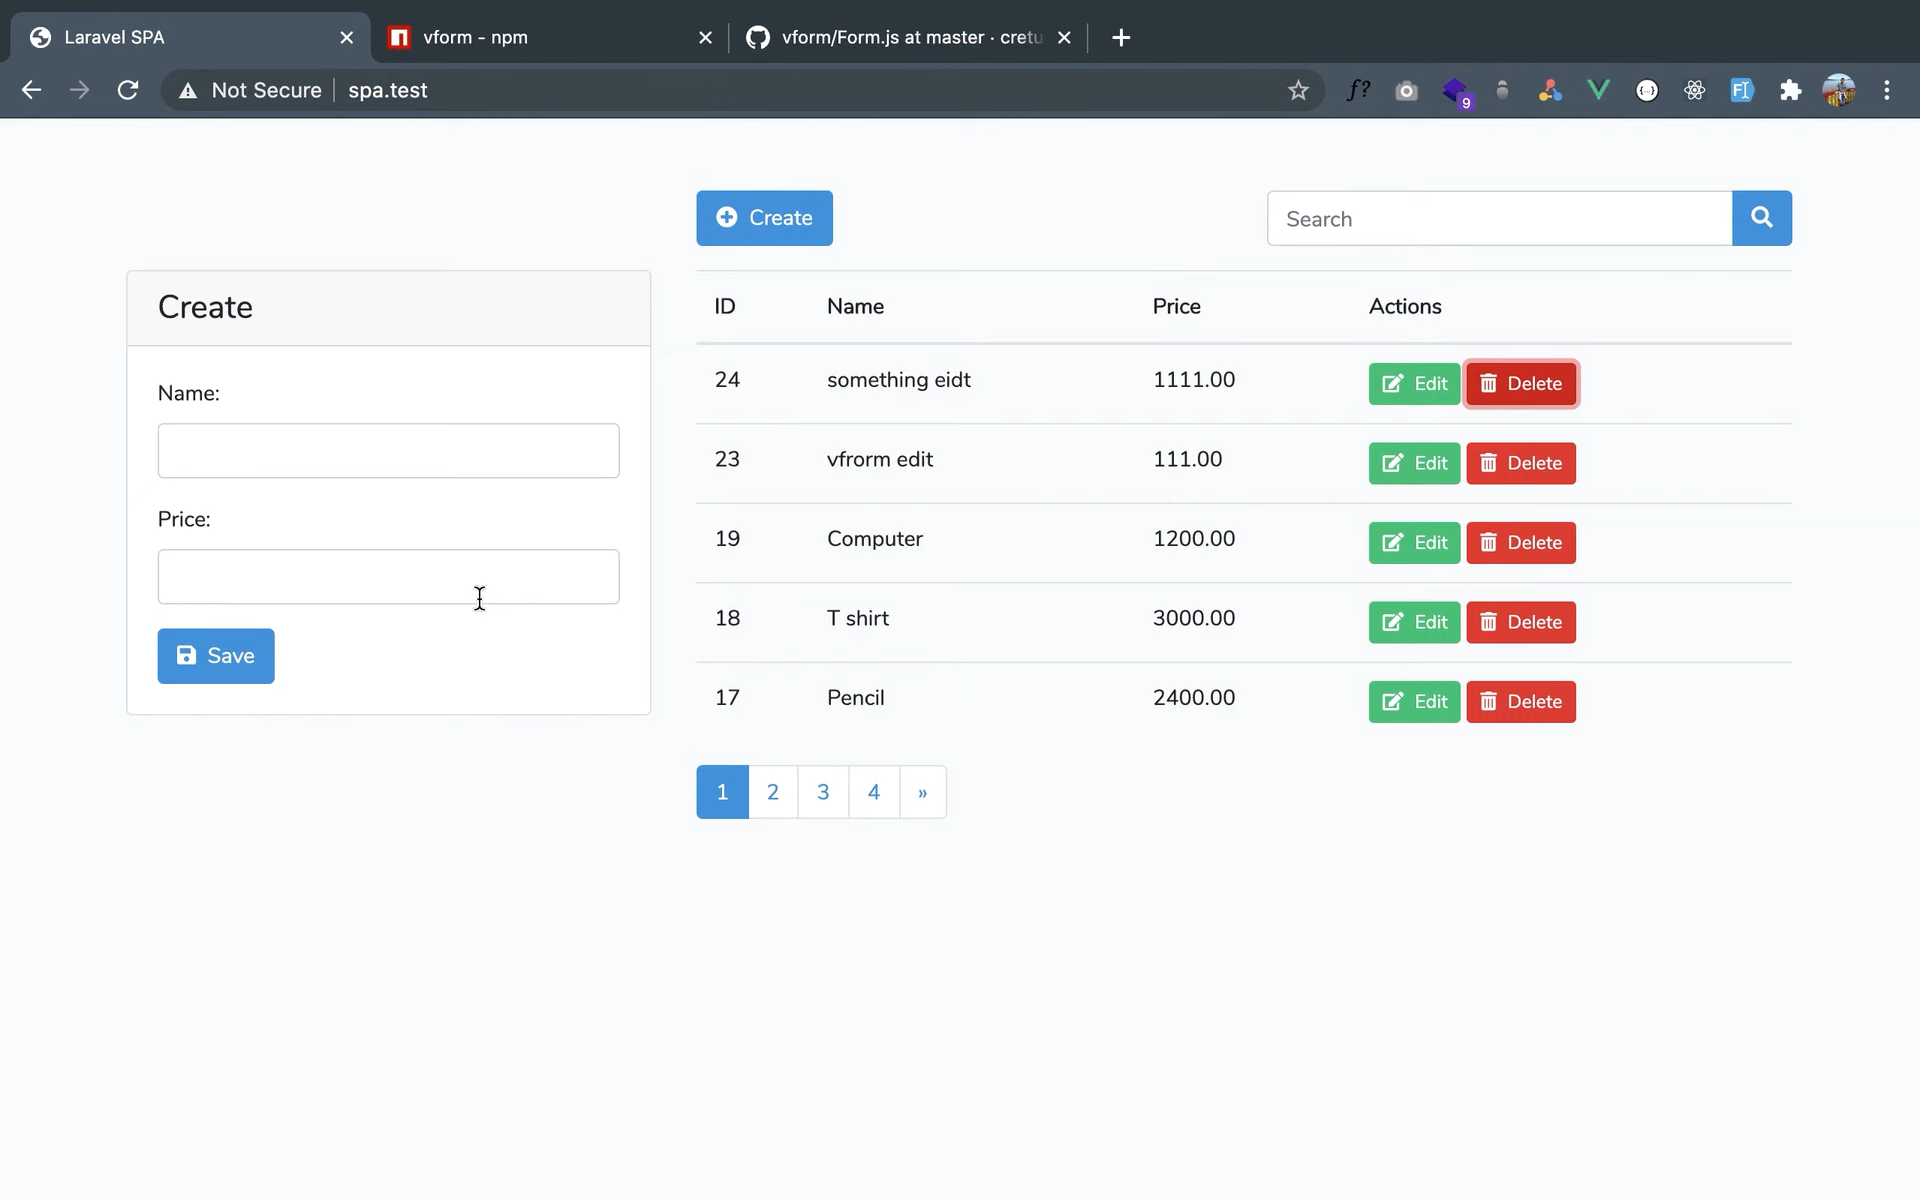 Laravel SPA
vform - npm
vform/Form.js at master · cretu
Not Secure
spa.test
f?
9
FI
Create
Search
Create
Name:
Price:
Save
ID Name Price Actions
24 something eidt 1111.00 Edit Delete
23 vfrorm edit 111.00 Edit Delete
19 Computer 1200.00 Edit Delete
18 T shirt 3000.00 Edit Delete
17 Pencil 2400.00 Edit Delete
1 2 3 4 »